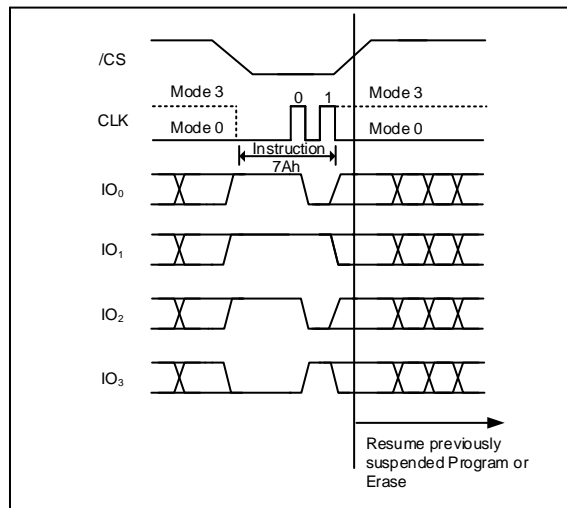 /CS
Mode 3
0 1
Mode 3
CLK
Mode 0
Instruction
Mode 0
7Ah
IO₀
IO₁
IO₂
IO₃
Resume previously
suspended Program or
Erase